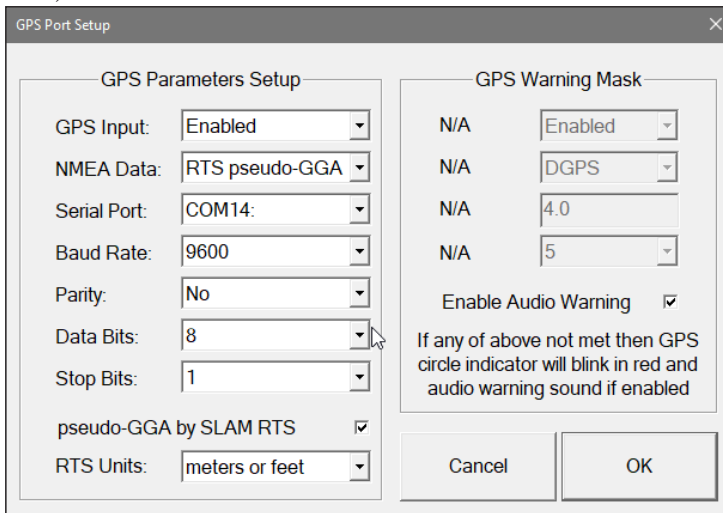 GPS Port Setup
GPS Parameters Setup
GPS Input: Enabled
NMEA Data: RTS pseudo-GGA
Serial Port: COM14:
Baud Rate: 9600
Parity: No
Data Bits: 8
Stop Bits: 1
pseudo-GGA by SLAM RTS
RTS Units: meters or feet
GPS Warning Mask
N/A Enabled
N/A DGPS
N/A 4.0
N/A 5
Enable Audio Warning
If any of above not met then GPS
circle indicator will blink in red and
audio warning sound if enabled
Cancel OK